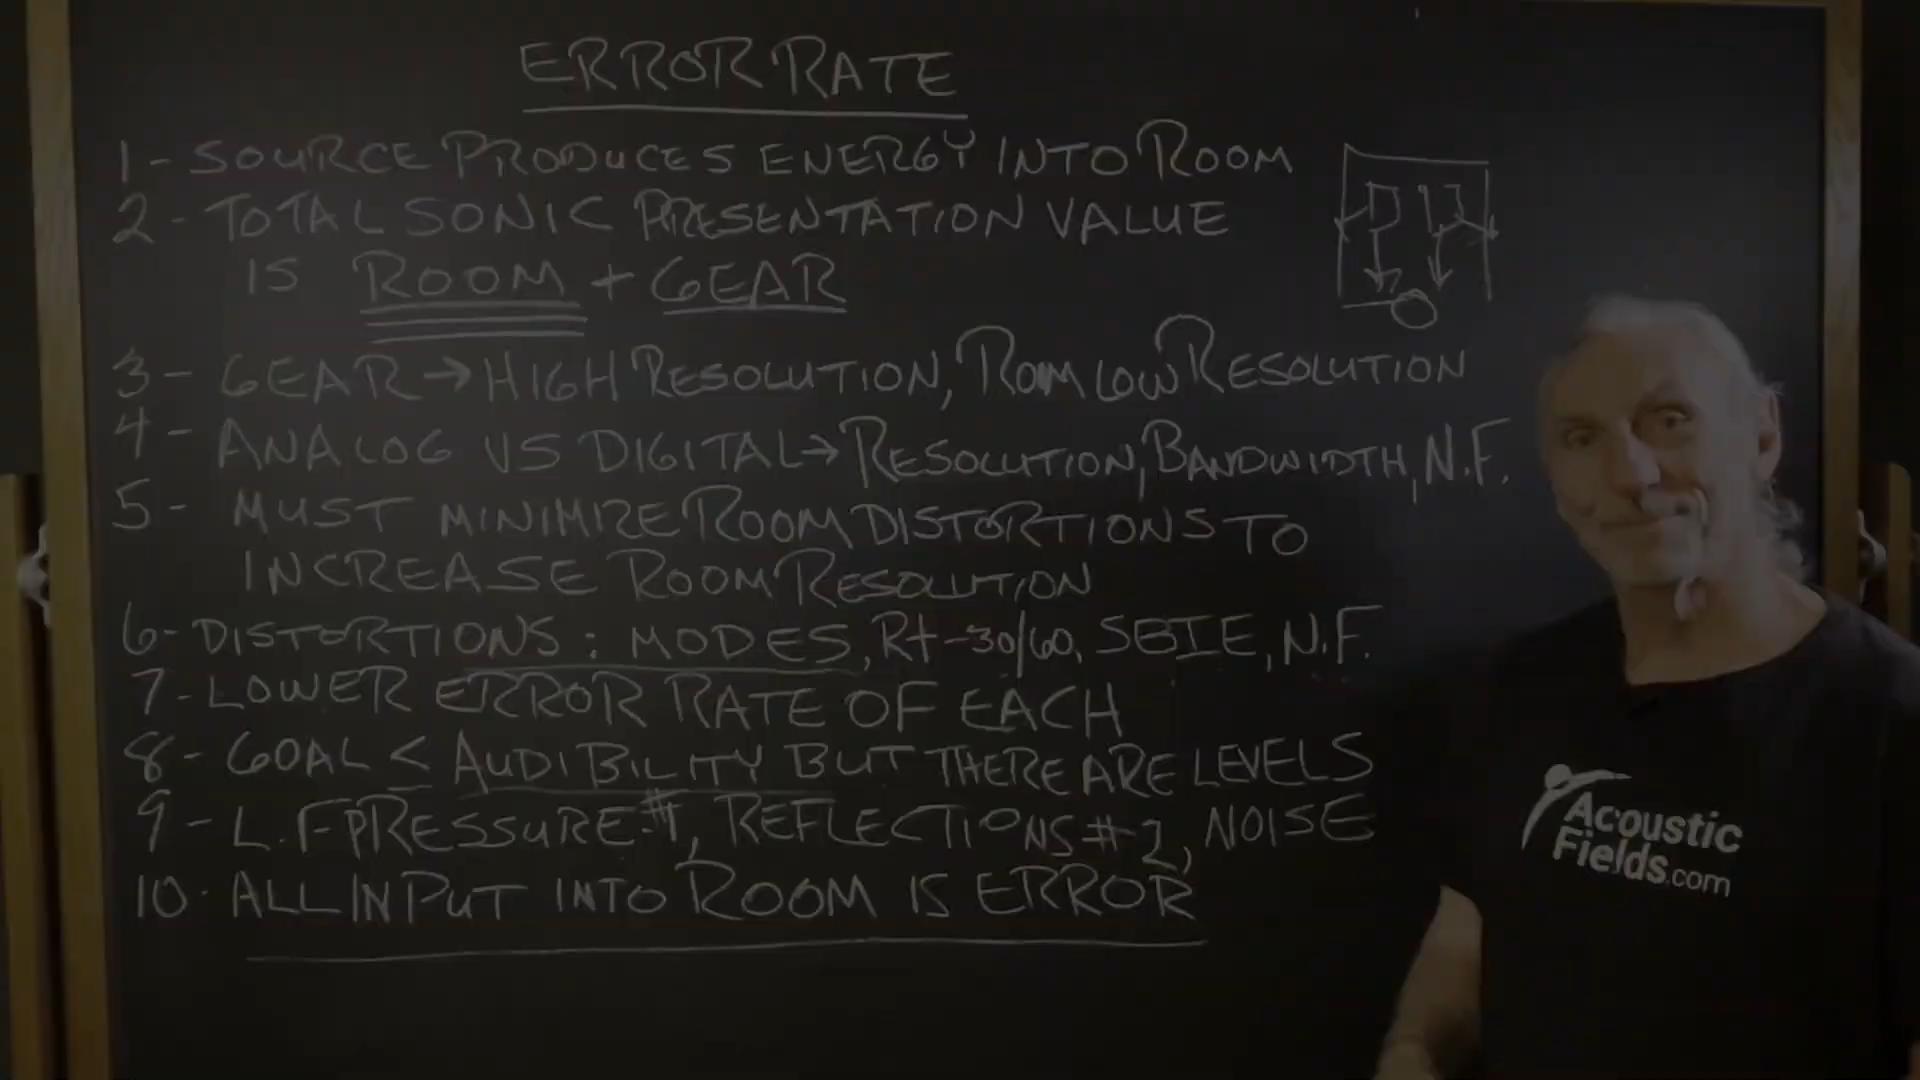 ERROR RATE
1 - SOURCE PRODUCES ENERGY INTO ROOM
2 - TOTAL SONIC PRESENTATION VALUE
IS ROOM + GEAR
3 - GEAR → HIGH RESOLUTION, ROOM LOW RESOLUTION
4 - ANALOG VS DIGITAL → RESOLUTION, BANDWIDTH, N.F.
5 - MUST MINIMIZE ROOM DISTORTIONS TO
INCREASE ROOM RESOLUTION
6 - DISTORTIONS : MODES, Rt-30/60, SBIE, N.F.
7 - LOWER ERROR RATE OF EACH
8 - GOAL < AUDIBILITY BUT THERE ARE LEVELS
9 - L.F PRESSURE #1, REFLECTIONS #2, NOISE
10. ALL INPUT INTO ROOM IS ERROR
Acoustic
Fields.com